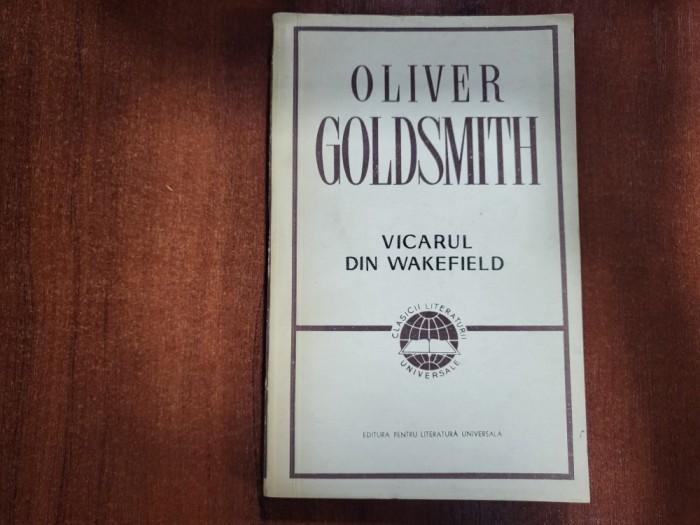 OLIVER
GOLDSMITH
VICARUL
DIN WAKEFIELD
CLASICII LITERATURII
UNIVERSALE
EDITURA PENTRU LITERATURĂ UNIVERSALĂ